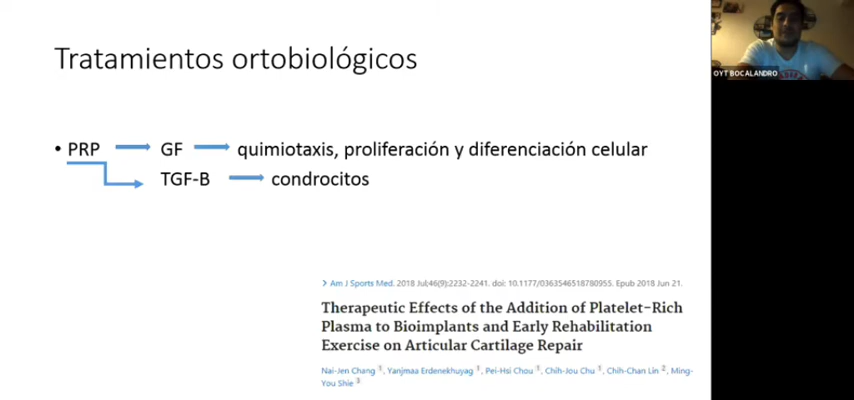 Tratamientos ortobiológicos
OYT BOCALANDRO
• PRP GF quimiotaxis, proliferación y diferenciación celular
TGF-B condrocitos
> Am J Sports Med. 2018 Jul;46(9):2232-2241. doi: 10.1177/0363546518780955. Epub 2018 Jun 21.
Therapeutic Effects of the Addition of Platelet-Rich
Plasma to Bioimplants and Early Rehabilitation
Exercise on Articular Cartilage Repair
Nai-Jen Chang 1, Yanjmaa Erdenekhuyag 1, Pei-Hsi Chou 1, Chih-Jou Chu 1, Chih-Chan Lin 2, Ming-
You Shie 3